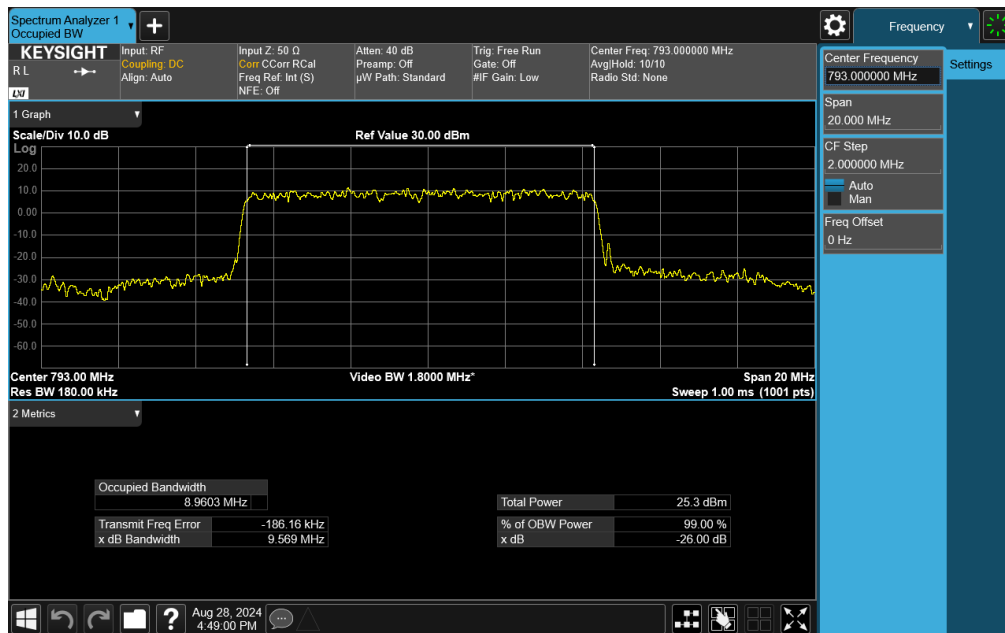 Spectrum Analyzer 1
Occupied BW
Frequency
KEYSIGHT
R L
LXI
Input: RF
Coupling: DC
Align: Auto
Input Z: 50 Ω
Corr CCorr RCal
Freq Ref: Int (S)
NFE: Off
Atten: 40 dB
Preamp: Off
µW Path: Standard
Trig: Free Run
Gate: Off
#IF Gain: Low
Center Freq: 793.000000 MHz
Avg|Hold: 10/10
Radio Std: None
Center Frequency
793.000000 MHz
Settings
Span
20.000 MHz
CF Step
2.000000 MHz
Auto
Man
Freq Offset
0 Hz
1 Graph
Scale/Div 10.0 dB
Ref Value 30.00 dBm
Log
20.0
10.0
0.00
-10.0
-20.0
-30.0
-40.0
-50.0
-60.0
Center 793.00 MHz
Video BW 1.8000 MHz*
Span 20 MHz
Res BW 180.00 kHz
Sweep 1.00 ms (1001 pts)
2 Metrics
Occupied Bandwidth
8.9603 MHz
Transmit Freq Error -186.16 kHz
x dB Bandwidth 9.569 MHz
Total Power 25.3 dBm
% of OBW Power 99.00 %
x dB -26.00 dB
Aug 28, 2024
4:49:00 PM